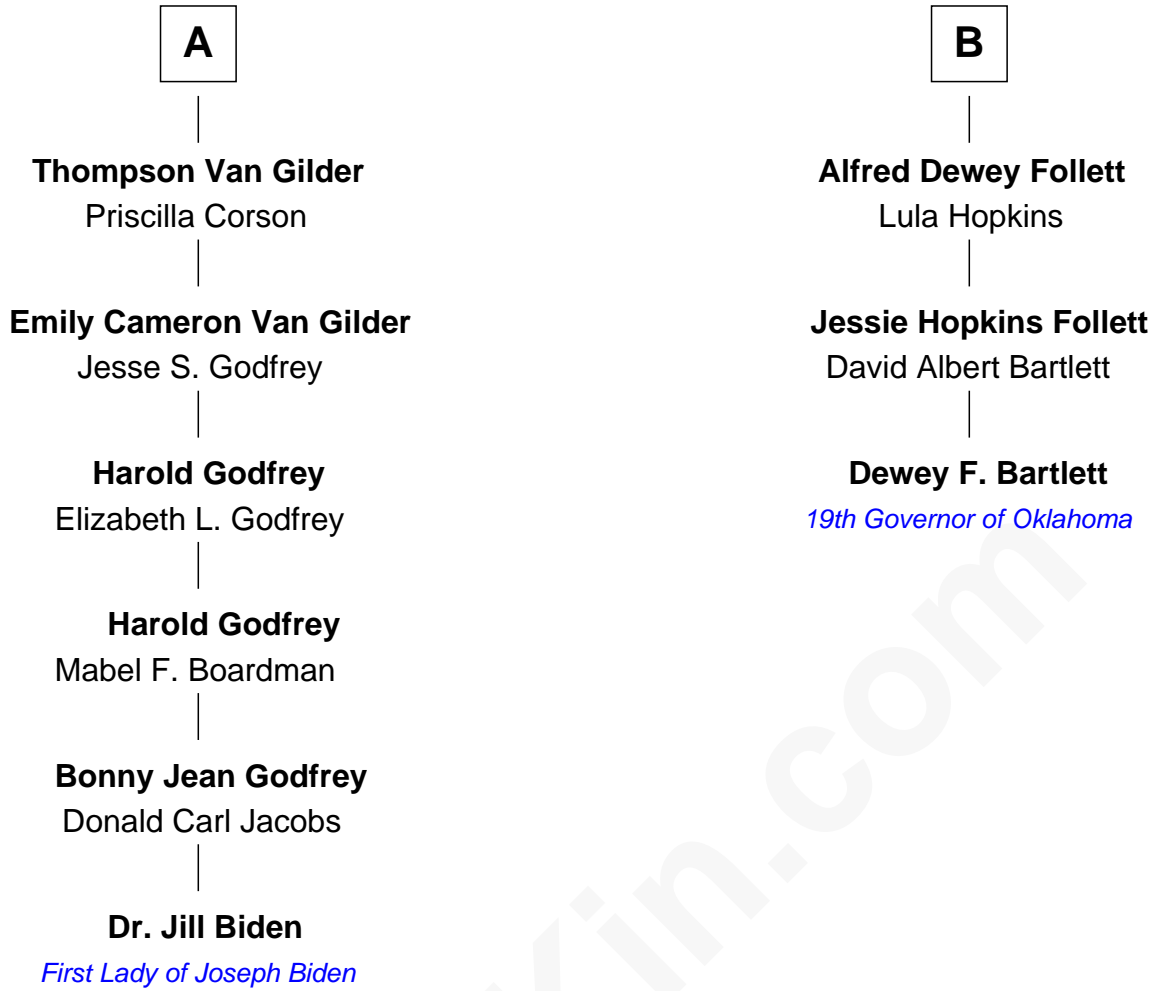 A
Thompson Van Gilder
Priscilla Corson
Emily Cameron Van Gilder
Jesse S. Godfrey
Harold Godfrey
Elizabeth L. Godfrey
Harold Godfrey
Mabel F. Boardman
Bonny Jean Godfrey
Donald Carl Jacobs
Dr. Jill Biden
First Lady of Joseph Biden
B
Alfred Dewey Follett
Lula Hopkins
Jessie Hopkins Follett
David Albert Bartlett
Dewey F. Bartlett
19th Governor of Oklahoma
Kin.com